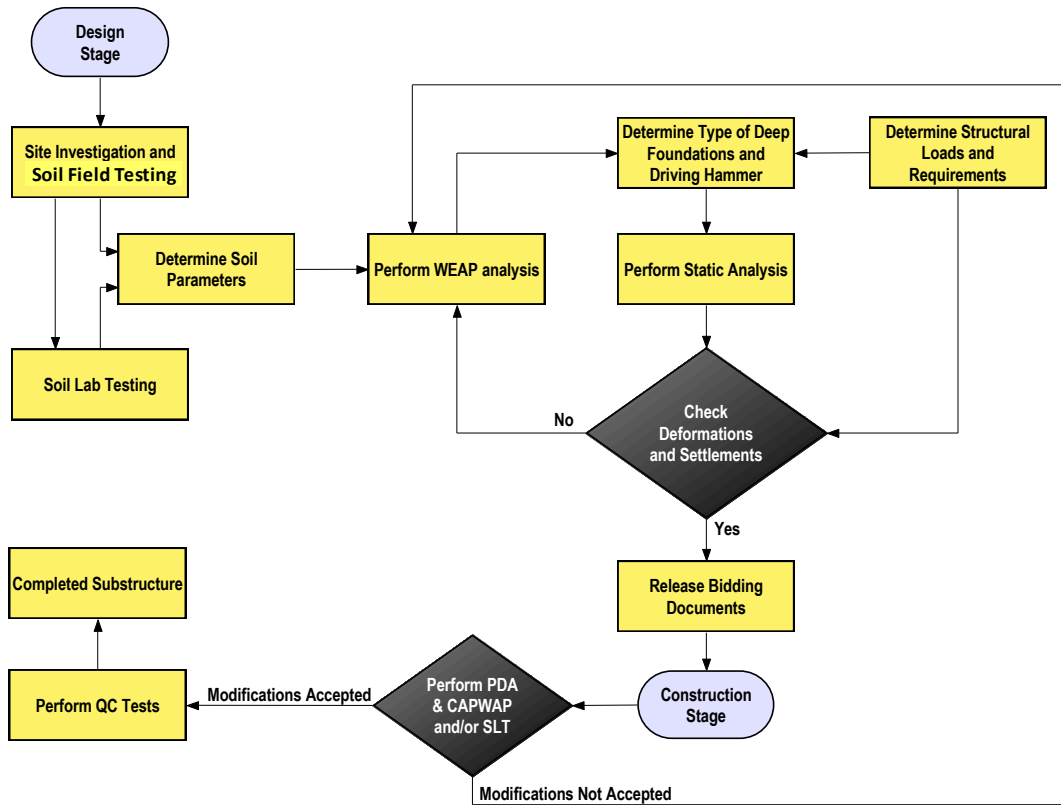 Design
Stage
Site Investigation and
Soil Field Testing
Determine Soil
Parameters
Soil Lab Testing
Perform WEAP analysis
Determine Type of Deep
Foundations and
Driving Hammer
Determine Structural
Loads and
Requirements
Perform Static Analysis
Check
Deformations
and Settlements
No
Yes
Release Bidding
Documents
Construction
Stage
Perform PDA
& CAPWAP
and/or SLT
Modifications Accepted
Modifications Not Accepted
Perform QC Tests
Completed Substructure